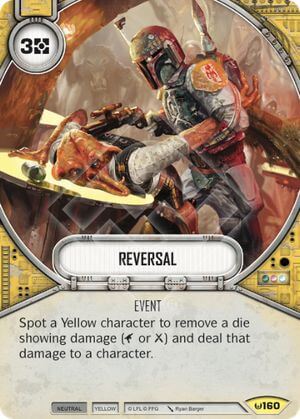 3
REVERSAL
EVENT
Spot a Yellow character to remove a die
showing damage ( or ) and deal that
damage to a character.
NEUTRAL YELLOW © LFL © FFG Ryan Barger 160